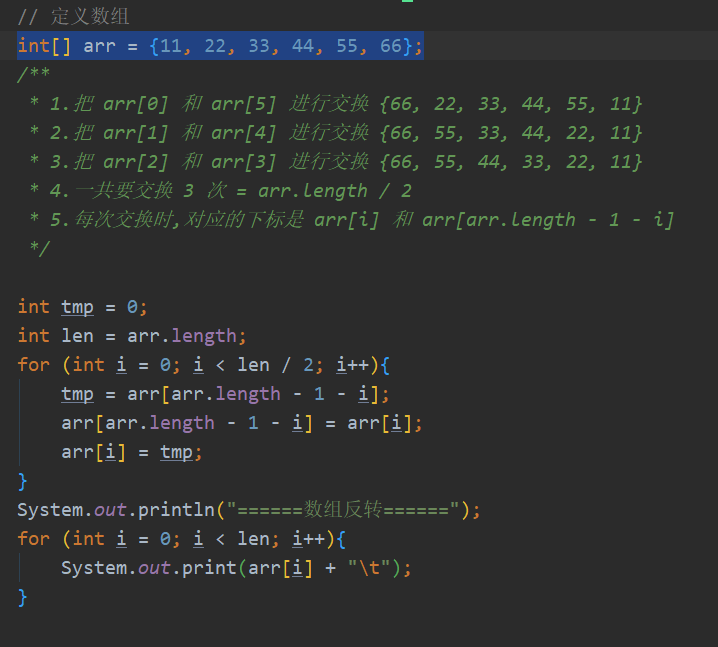 // 定义数组
int[] arr = {11, 22, 33, 44, 55, 66};
/**
 * 1.把 arr[0] 和 arr[5] 进行交换 {66, 22, 33, 44, 55, 11}
 * 2.把 arr[1] 和 arr[4] 进行交换 {66, 55, 33, 44, 22, 11}
 * 3.把 arr[2] 和 arr[3] 进行交换 {66, 55, 44, 33, 22, 11}
 * 4.一共要交换 3 次 = arr.length / 2
 * 5.每次交换时,对应的下标是 arr[i] 和 arr[arr.length - 1 - i]
 */
int tmp = 0;
int len = arr.length;
for (int i = 0; i < len / 2; i++){
    tmp = arr[arr.length - 1 - i];
    arr[arr.length - 1 - i] = arr[i];
    arr[i] = tmp;
}
System.out.println("======数组反转======");
for (int i = 0; i < len; i++){
    System.out.print(arr[i] + "\t");
}